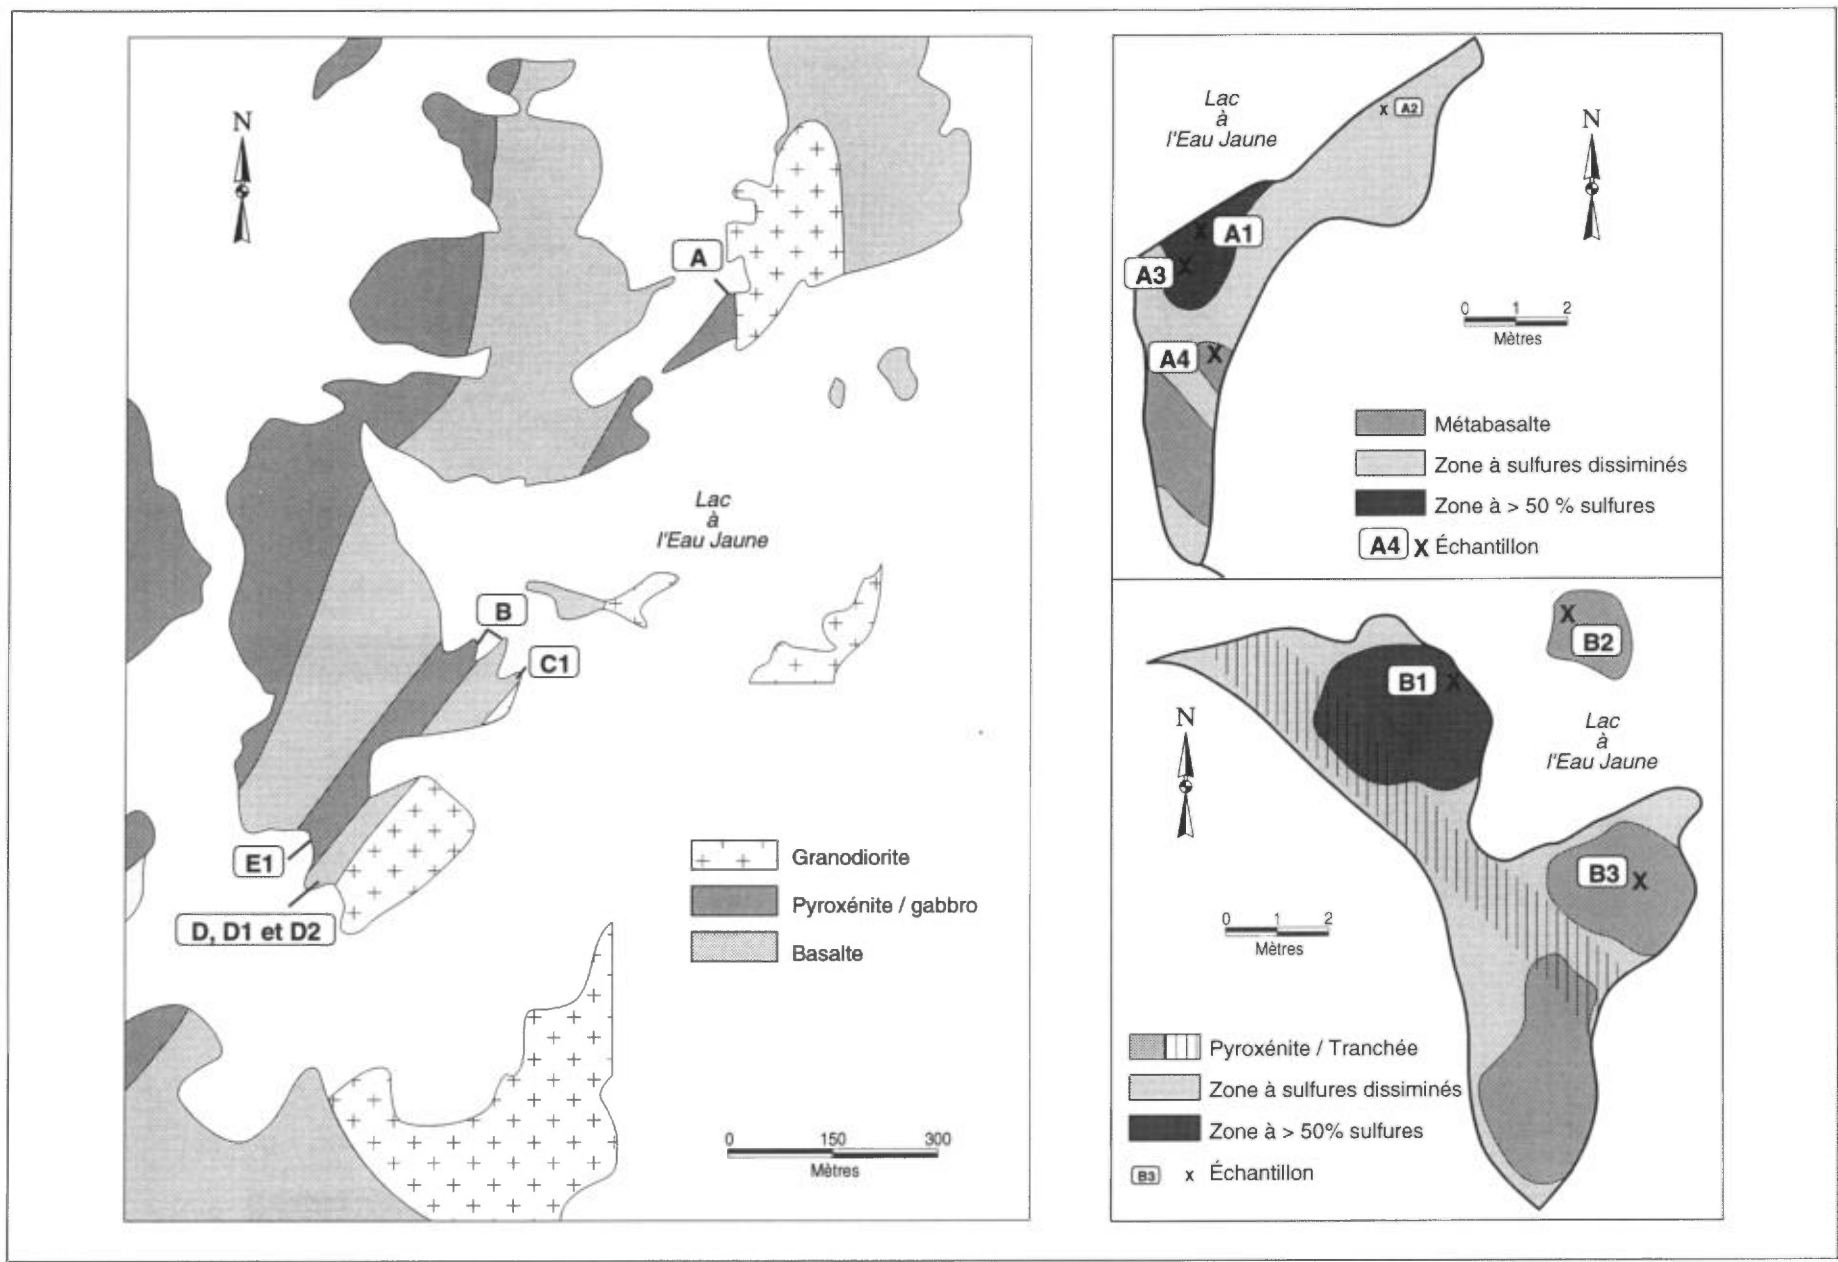 N
A
Lac
à
l'Eau Jaune
B
C1
E1
D, D1 et D2
Granodiorite
Pyroxénite / gabbro
Basalte
0 150 300
Mètres
Lac
à
l'Eau Jaune
A2
N
A1
A3
0 1 2
Mètres
A4
Métabasalte
Zone à sulfures dissiminés
Zone à > 50 % sulfures
A4 X Échantillon
B2
B1
N
Lac
à
l'Eau Jaune
B3
0 1 2
Mètres
Pyroxénite / Tranchée
Zone à sulfures dissiminés
Zone à > 50% sulfures
B3 x Échantillon